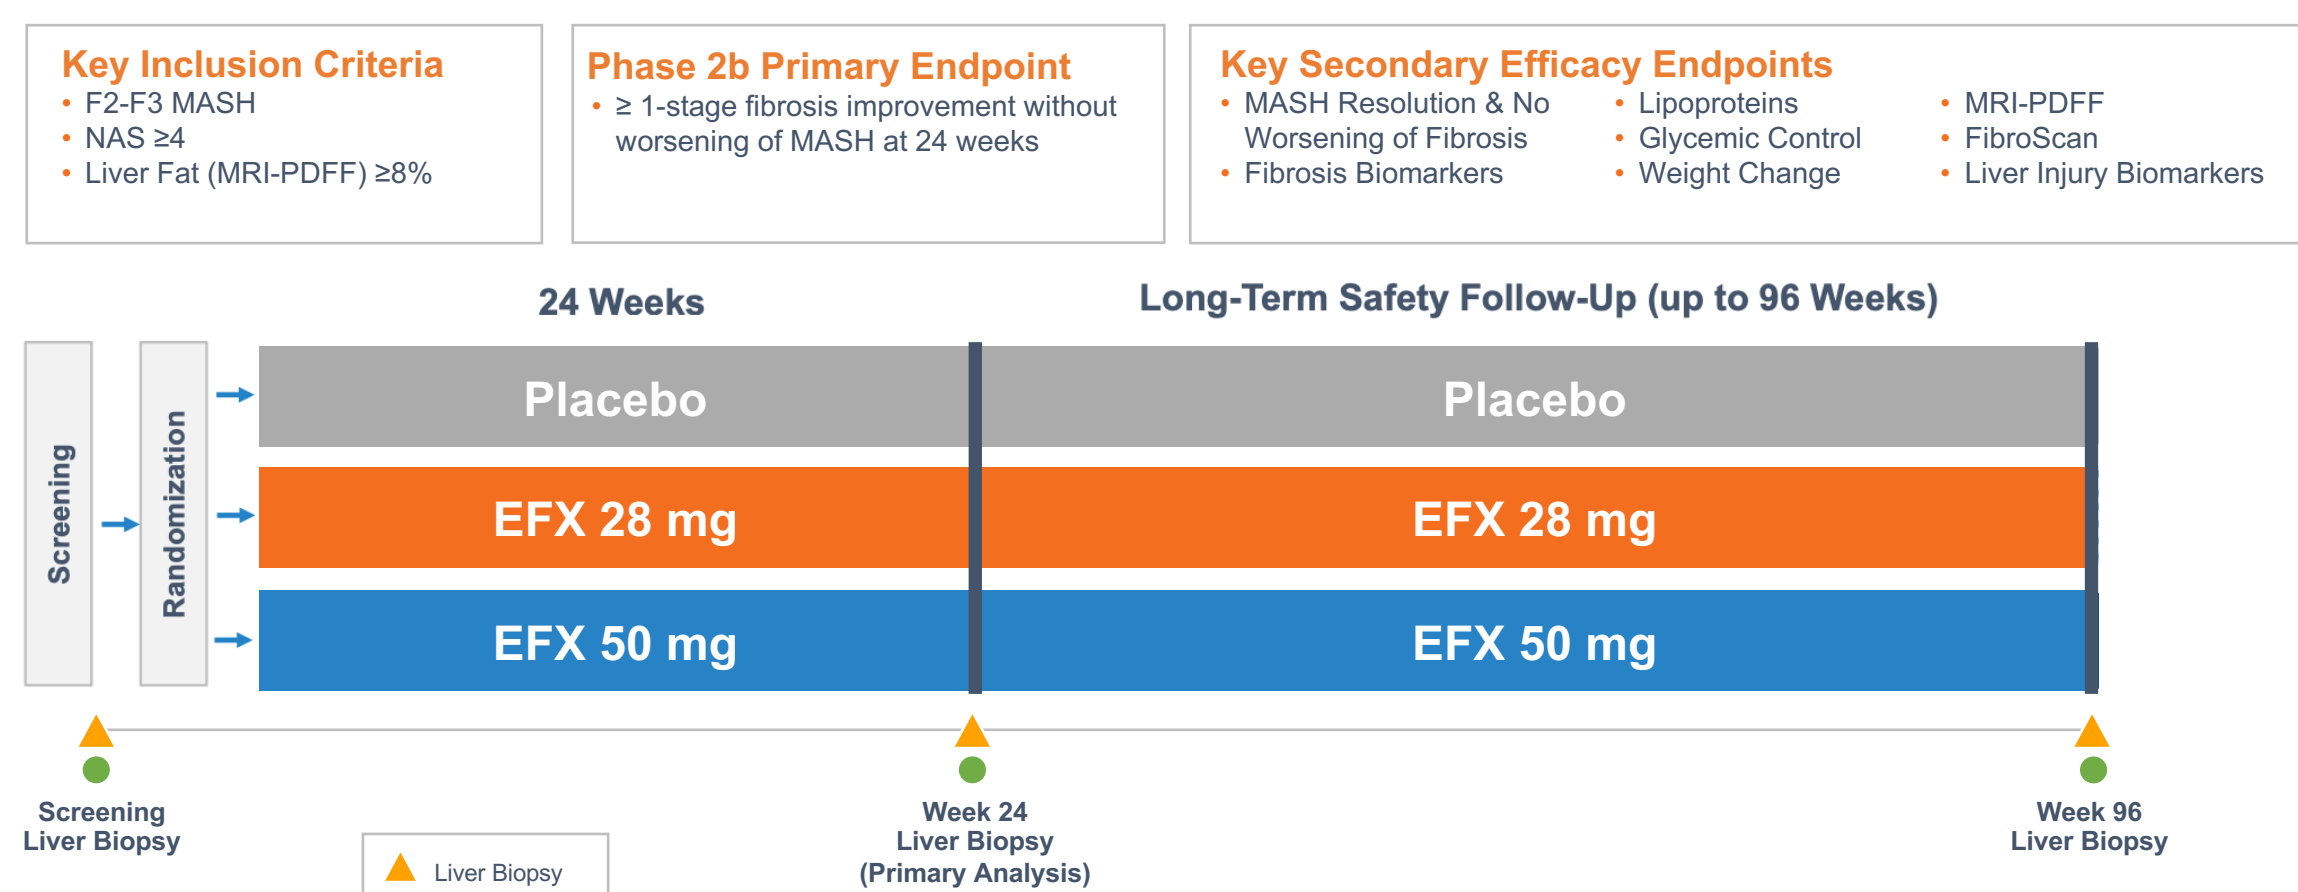 Key Inclusion Criteria
• F2-F3 MASH
• NAS ≥4
• Liver Fat (MRI-PDFF) ≥8%
Phase 2b Primary Endpoint
• ≥ 1-stage fibrosis improvement without
worsening of MASH at 24 weeks
Key Secondary Efficacy Endpoints
• MASH Resolution & No
Worsening of Fibrosis
• Fibrosis Biomarkers
• Lipoproteins
• Glycemic Control
• Weight Change
• MRI-PDFF
• FibroScan
• Liver Injury Biomarkers
24 Weeks
Long-Term Safety Follow-Up (up to 96 Weeks)
Screening
Randomization
Placebo
Placebo
EFX 28 mg
EFX 28 mg
EFX 50 mg
EFX 50 mg
Screening
Liver Biopsy
Week 24
Liver Biopsy
(Primary Analysis)
Week 96
Liver Biopsy
Liver Biopsy